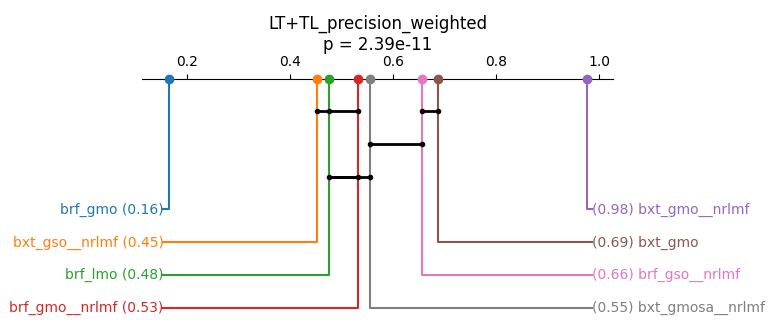 LT+TL_precision_weighted
p = 2.39e-11
0.2 0.4 0.6 0.8 1.0
brf_gmo (0.16) (0.98) bxt_gmo__nrlmf
bxt_gso__nrlmf (0.45) (0.69) bxt_gmo
brf_lmo (0.48) (0.66) brf_gso__nrlmf
brf_gmo__nrlmf (0.53) (0.55) bxt_gmosa__nrlmf